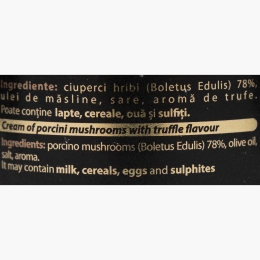 Ingrediente: ciuperci hribi (Boletus Edulis) 78%,
ulei de măsline, sare, aromă de trufe.
Poate conține lapte, cereale, ouă și sulfiți.
Cream of porcini mushrooms with truffle flavour
Ingredients: porcino mushrooms (Boletus Edulis) 78%, olive oil,
salt, aroma.
It may contain milk, cereals, eggs and sulphites